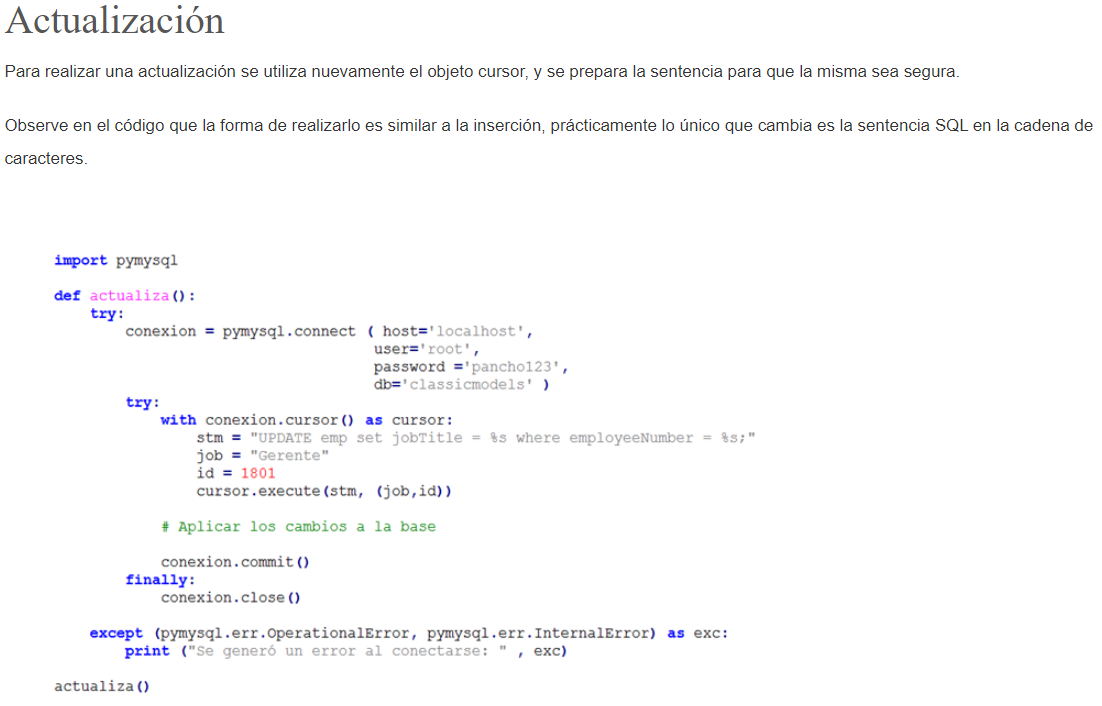 Actualización
Para realizar una actualización se utiliza nuevamente el objeto cursor, y se prepara la sentencia para que la misma sea segura.
Observe en el código que la forma de realizarlo es similar a la inserción, prácticamente lo único que cambia es la sentencia SQL en la cadena de
caracteres.
import pymysql
def actualiza():
    try:
        conexion = pymysql.connect ( host='localhost',
                                    user='root',
                                    password ='pancho123',
                                    db='classicmodels' )
        try:
            with conexion.cursor() as cursor:
                stm = "UPDATE emp set jobTitle = %s where employeeNumber = %s;"
                job = "Gerente"
                id = 1801
                cursor.execute(stm, (job,id))
            # Aplicar los cambios a la base
            conexion.commit()
        finally:
            conexion.close()
    except (pymysql.err.OperationalError, pymysql.err.InternalError) as exc:
        print ("Se generó un error al conectarse: " , exc)
actualiza()